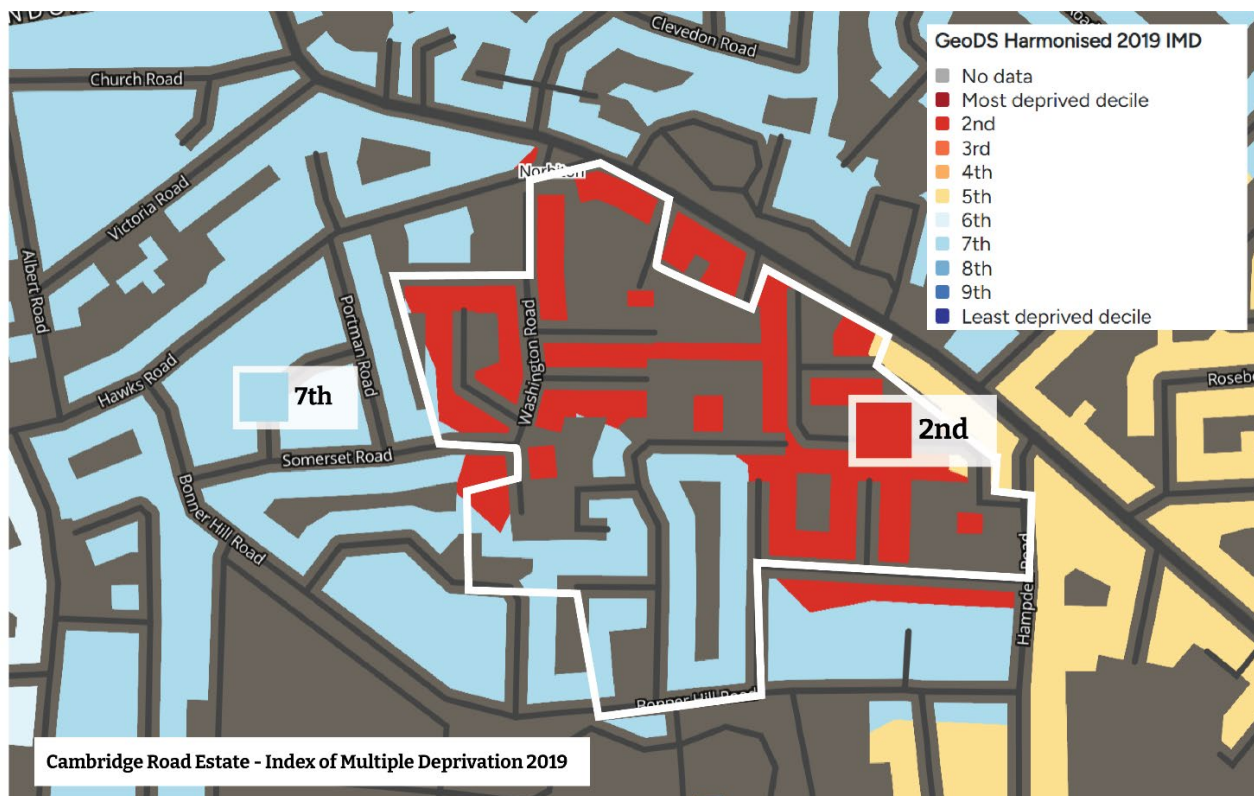 Clevedon Road
Church Road
GeoDS Harmonised 2019 IMD
No data
Most deprived decile
2nd
3rd
4th
5th
6th
7th
8th
9th
Least deprived decile
Norbiton
Victoria Road
Albert Road
Portman Road
Washington Road
Hawks Road
7th
2nd
Somerset Road
Bonner Hill Road
Bonner Hill Road
Cambridge Road Estate - Index of Multiple Deprivation 2019